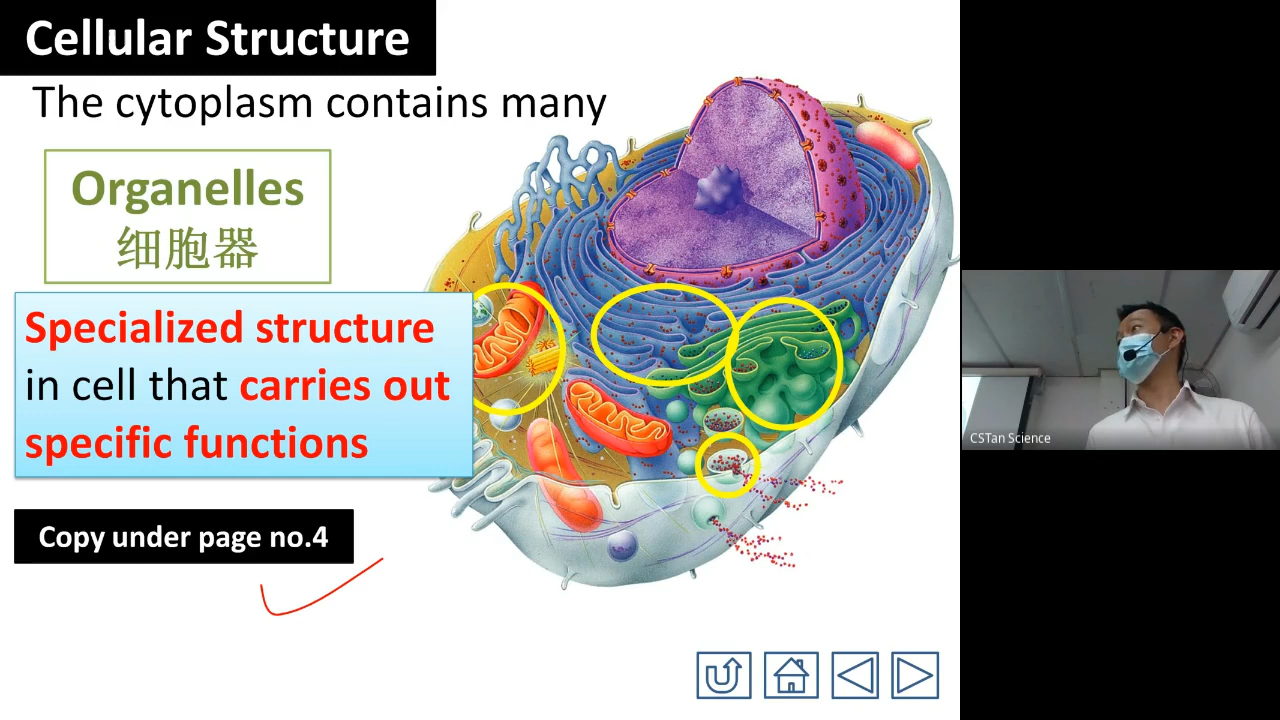 Cellular Structure
The cytoplasm contains many
Organelles
细胞器
Specialized structure
in cell that carries out
specific functions
Copy under page no.4
CSTan Science